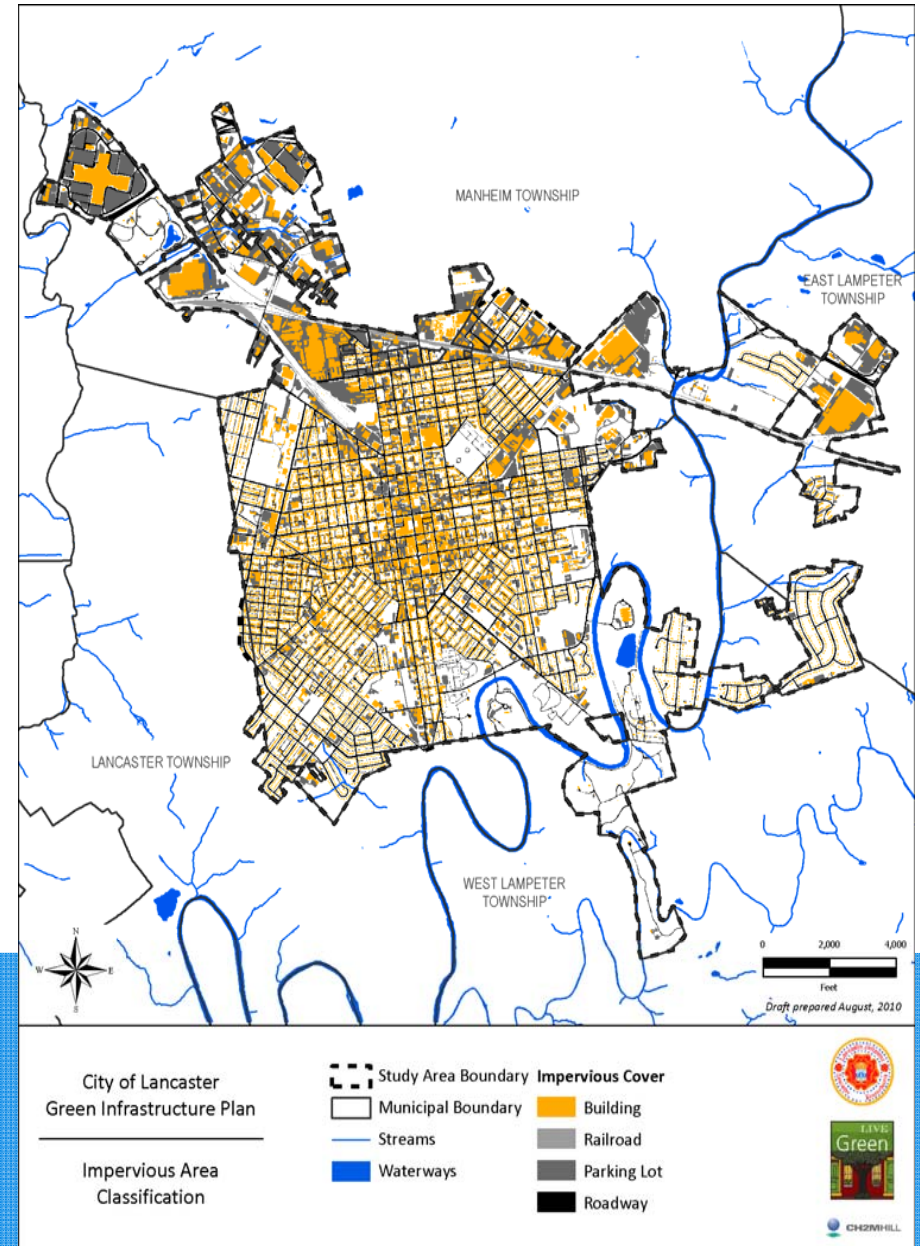 MANHEIM TOWNSHIP
EAST LAMPETER
TOWNSHIP
LANCASTER TOWNSHIP
WEST LAMPETER
TOWNSHIP
N
W
E
S
0 2,000 4,000
Feet
Draft prepared August, 2010
City of Lancaster
Green Infrastructure Plan
Impervious Area
Classification
Study Area Boundary
Municipal Boundary
Streams
Waterways
Impervious Cover
Building
Railroad
Parking Lot
Roadway
LIVE
Green
CH2MHILL